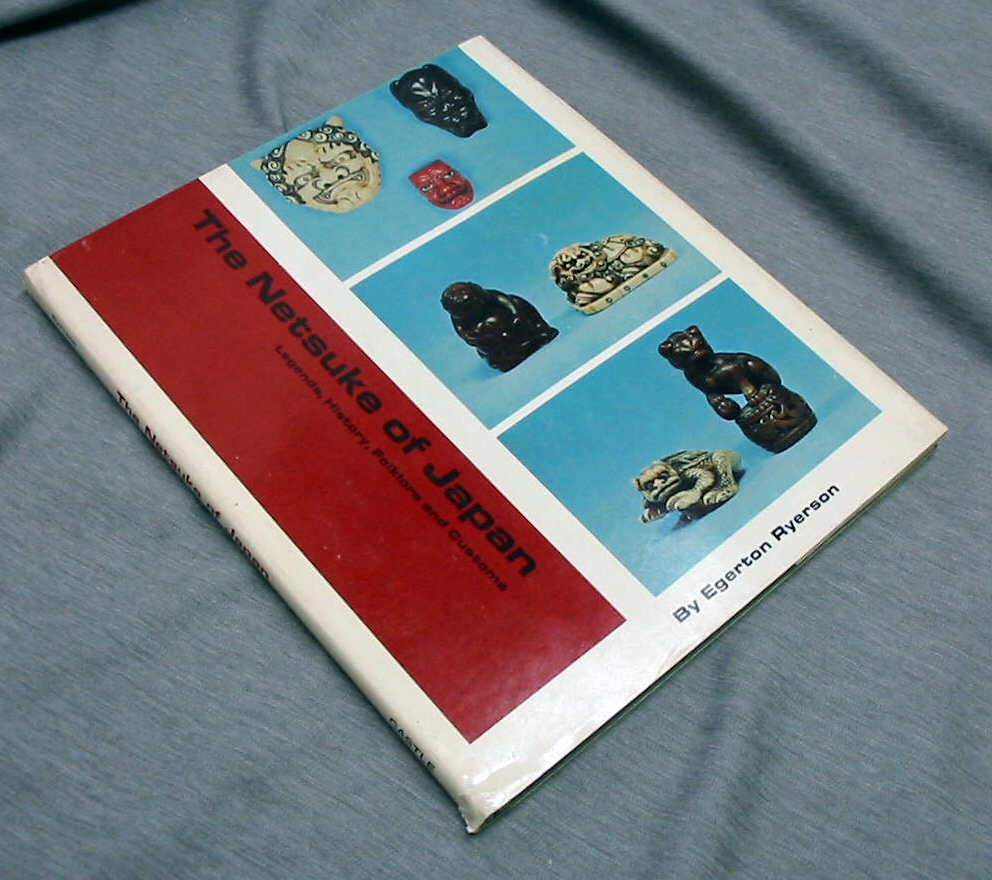 The Netsuke of Japan
Legends, History, Folklore and Customs
By Egerton Ryerson
The Netsuke of Japan
CASTLE